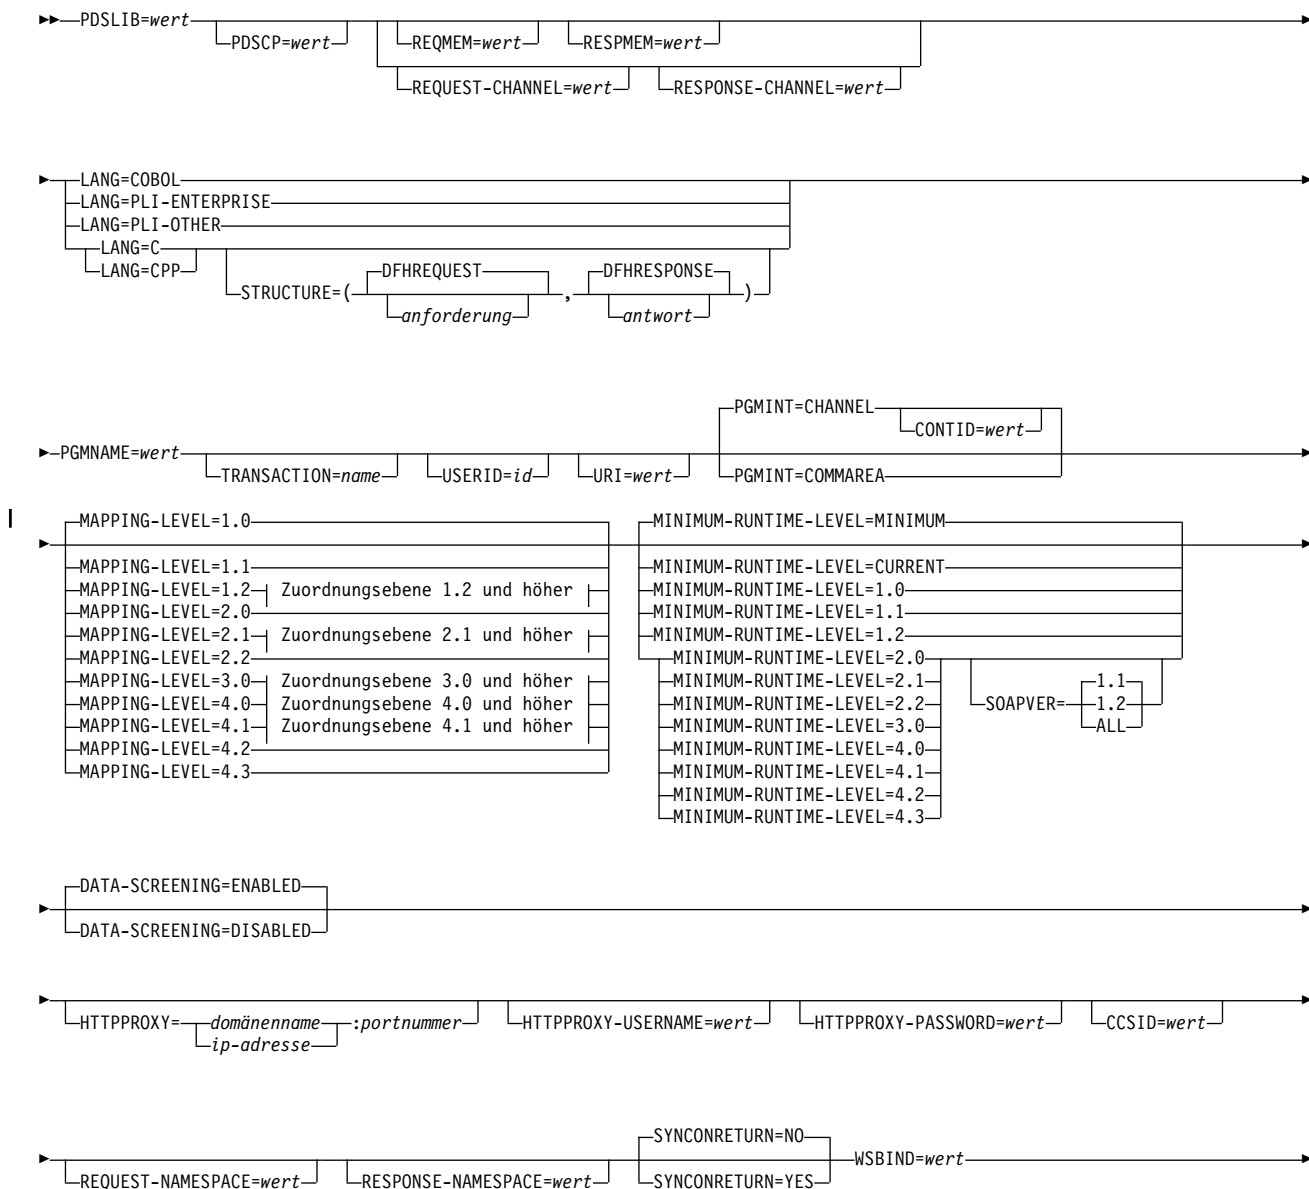 PDSLIB=wert
PDSCP=wert REQMEM=wert RESPMEM=wert
REQUEST-CHANNEL=wert RESPONSE-CHANNEL=wert
LANG=COBOL
LANG=PLI-ENTERPRISE
LANG=PLI-OTHER
LANG=C
LANG=CPP DFHREQUEST DFHRESPONSE
STRUCTURE=( , )
anforderung antwort
PGMINT=CHANNEL
CONTID=wert
PGMNAME=wert
TRANSACTION=name USERID=id URI=wert PGMINT=COMMAREA
MAPPING-LEVEL=1.0 MINIMUM-RUNTIME-LEVEL=MINIMUM
MAPPING-LEVEL=1.1 MINIMUM-RUNTIME-LEVEL=CURRENT
MAPPING-LEVEL=1.2 Zuordnungsebene 1.2 und höher MINIMUM-RUNTIME-LEVEL=1.0
MAPPING-LEVEL=2.0 MINIMUM-RUNTIME-LEVEL=1.1
MAPPING-LEVEL=2.1 Zuordnungsebene 2.1 und höher MINIMUM-RUNTIME-LEVEL=1.2
MAPPING-LEVEL=2.2 MINIMUM-RUNTIME-LEVEL=2.0
MAPPING-LEVEL=3.0 Zuordnungsebene 3.0 und höher MINIMUM-RUNTIME-LEVEL=2.1 1.1
MAPPING-LEVEL=4.0 Zuordnungsebene 4.0 und höher MINIMUM-RUNTIME-LEVEL=2.2 SOAPVER= 1.2
MAPPING-LEVEL=4.1 Zuordnungsebene 4.1 und höher MINIMUM-RUNTIME-LEVEL=3.0 ALL
MAPPING-LEVEL=4.2 MINIMUM-RUNTIME-LEVEL=4.0
MAPPING-LEVEL=4.3 MINIMUM-RUNTIME-LEVEL=4.1
MINIMUM-RUNTIME-LEVEL=4.2
MINIMUM-RUNTIME-LEVEL=4.3
DATA-SCREENING=ENABLED
DATA-SCREENING=DISABLED
HTTPPROXY= domänenname :portnummer HTTPPROXY-USERNAME=wert HTTPPROXY-PASSWORD=wert CCSID=wert
ip-adresse
SYNCONRETURN=NO
WSBIND=wert
REQUEST-NAMESPACE=wert RESPONSE-NAMESPACE=wert SYNCONRETURN=YES